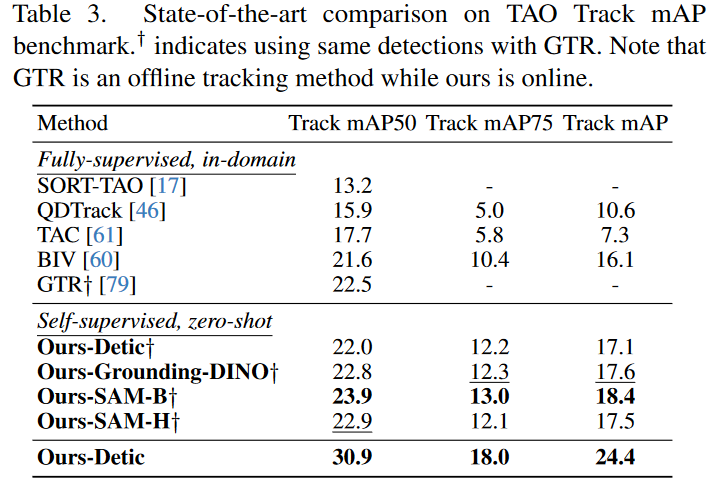 Table 3. State-of-the-art comparison on TAO Track mAP
benchmark.† indicates using same detections with GTR. Note that
GTR is an offline tracking method while ours is online.
Method Track mAP50 Track mAP75 Track mAP
Fully-supervised, in-domain
SORT-TAO [17] 13.2 - -
QDTrack [46] 15.9 5.0 10.6
TAC [61] 17.7 5.8 7.3
BIV [60] 21.6 10.4 16.1
GTR† [79] 22.5 - -
Self-supervised, zero-shot
Ours-Detic† 22.0 12.2 17.1
Ours-Grounding-DINO† 22.8 12.3 17.6
Ours-SAM-B† 23.9 13.0 18.4
Ours-SAM-H† 22.9 12.1 17.5
Ours-Detic 30.9 18.0 24.4